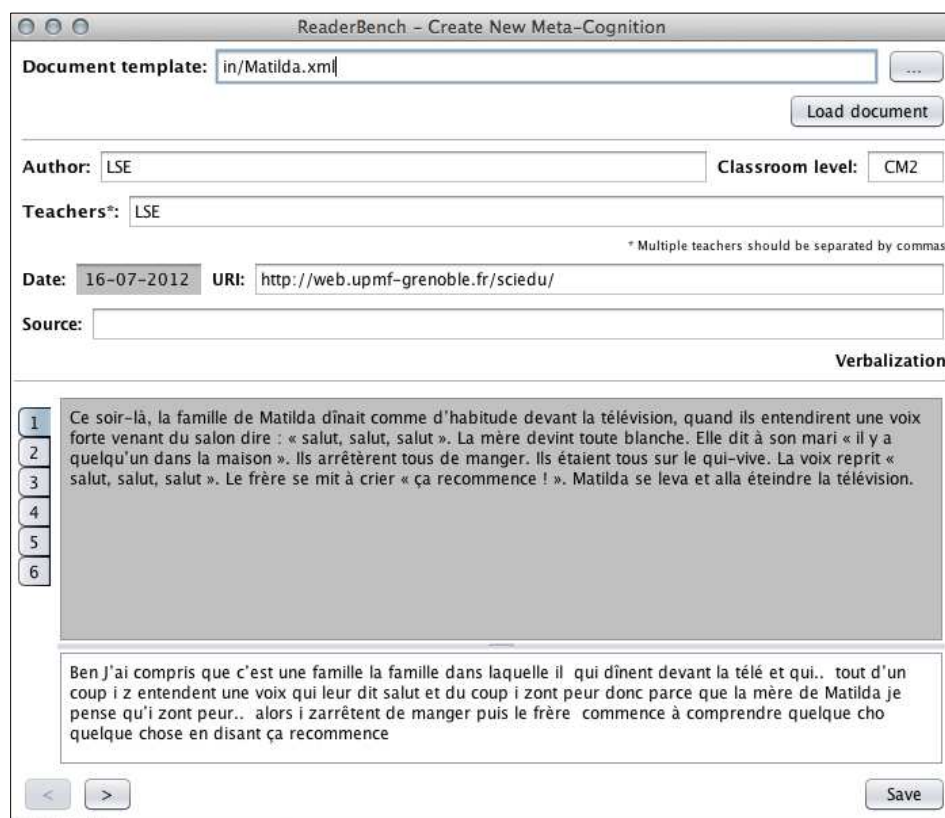 ReaderBench - Create New Meta-Cognition
Document template: in/Matilda.xml ...
Load document
Author: LSE Classroom level: CM2
Teachers*: LSE
* Multiple teachers should be separated by commas
Date: 16-07-2012 URI: http://web.upmf-grenoble.fr/sciedu/
Source:
Verbalization
1
2
3
4
5
6
Ce soir-là, la famille de Matilda dînait comme d'habitude devant la télévision, quand ils entendirent une voix
forte venant du salon dire : « salut, salut, salut ». La mère devint toute blanche. Elle dit à son mari « il y a
quelqu'un dans la maison ». Ils arrêtèrent tous de manger. Ils étaient tous sur le qui-vive. La voix reprit «
salut, salut, salut ». Le frère se mit à crier « ça recommence ! ». Matilda se leva et alla éteindre la télévision.
Ben J'ai compris que c'est une famille la famille dans laquelle il  qui dînent devant la télé et qui..  tout d'un
coup i z entendent une voix qui leur dit salut et du coup i zont peur donc parce que la mère de Matilda je
pense qu'i zont peur..  alors i zarrêtent de manger puis le frère  commence à comprendre quelque cho
quelque chose en disant ça recommence
< > Save